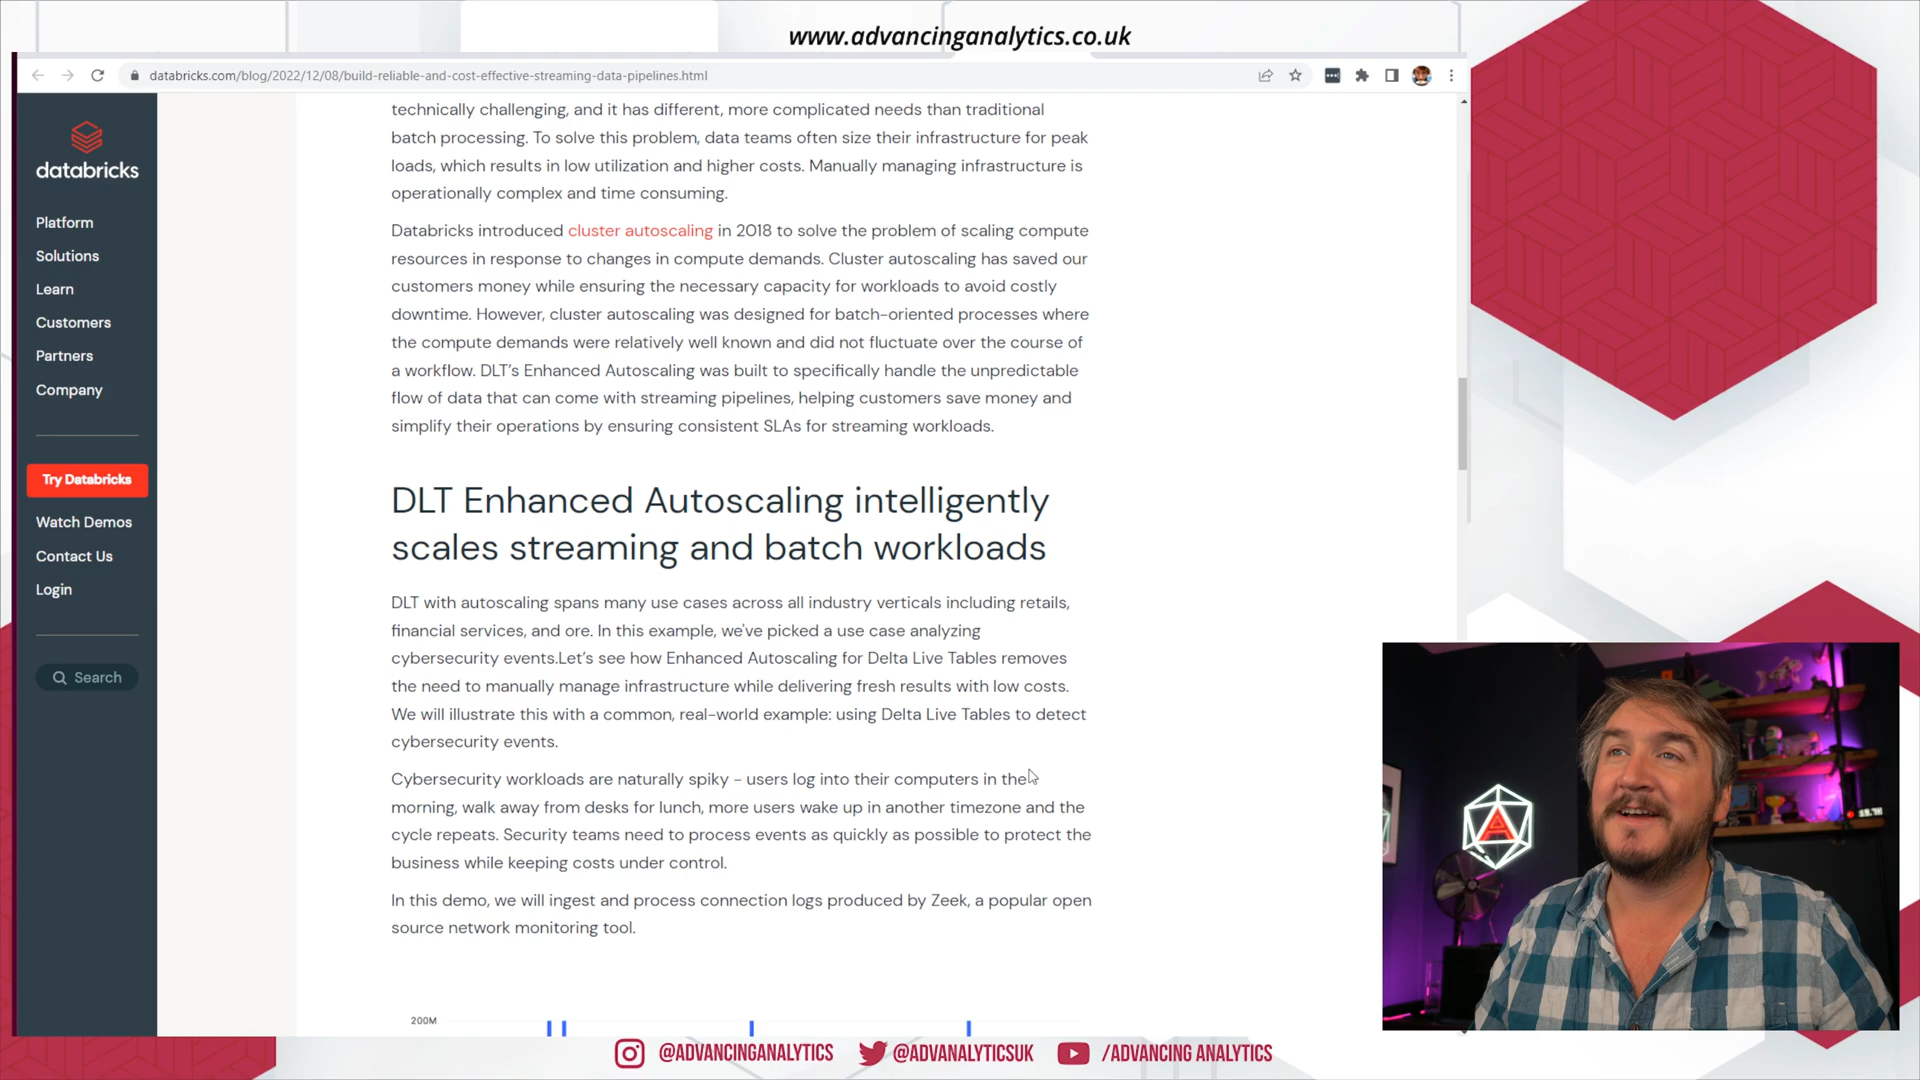 www.advancinganalytics.co.uk
databricks.com/blog/2022/12/08/build-reliable-and-cost-effective-streaming-data-pipelines.html
databricks
Platform
Solutions
Learn
Customers
Partners
Company
Try Databricks
Watch Demos
Contact Us
Login
Search
technically challenging, and it has different, more complicated needs than traditional
batch processing. To solve this problem, data teams often size their infrastructure for peak
loads, which results in low utilization and higher costs. Manually managing infrastructure is
operationally complex and time consuming.
Databricks introduced cluster autoscaling in 2018 to solve the problem of scaling compute
resources in response to changes in compute demands. Cluster autoscaling has saved our
customers money while ensuring the necessary capacity for workloads to avoid costly
downtime. However, cluster autoscaling was designed for batch-oriented processes where
the compute demands were relatively well known and did not fluctuate over the course of
a workflow. DLT’s Enhanced Autoscaling was built to specifically handle the unpredictable
flow of data that can come with streaming pipelines, helping customers save money and
simplify their operations by ensuring consistent SLAs for streaming workloads.
DLT Enhanced Autoscaling intelligently
scales streaming and batch workloads
DLT with autoscaling spans many use cases across all industry verticals including retails,
financial services, and ore. In this example, we've picked a use case analyzing
cybersecurity events.Let’s see how Enhanced Autoscaling for Delta Live Tables removes
the need to manually manage infrastructure while delivering fresh results with low costs.
We will illustrate this with a common, real-world example: using Delta Live Tables to detect
cybersecurity events.
Cybersecurity workloads are naturally spiky – users log into their computers in the
morning, walk away from desks for lunch, more users wake up in another timezone and the
cycle repeats. Security teams need to process events as quickly as possible to protect the
business while keeping costs under control.
In this demo, we will ingest and process connection logs produced by Zeek, a popular open
source network monitoring tool.
200M
A
@ADVANCINGANALYTICS
@ADVANALYTICSUK
/ADVANCING ANALYTICS